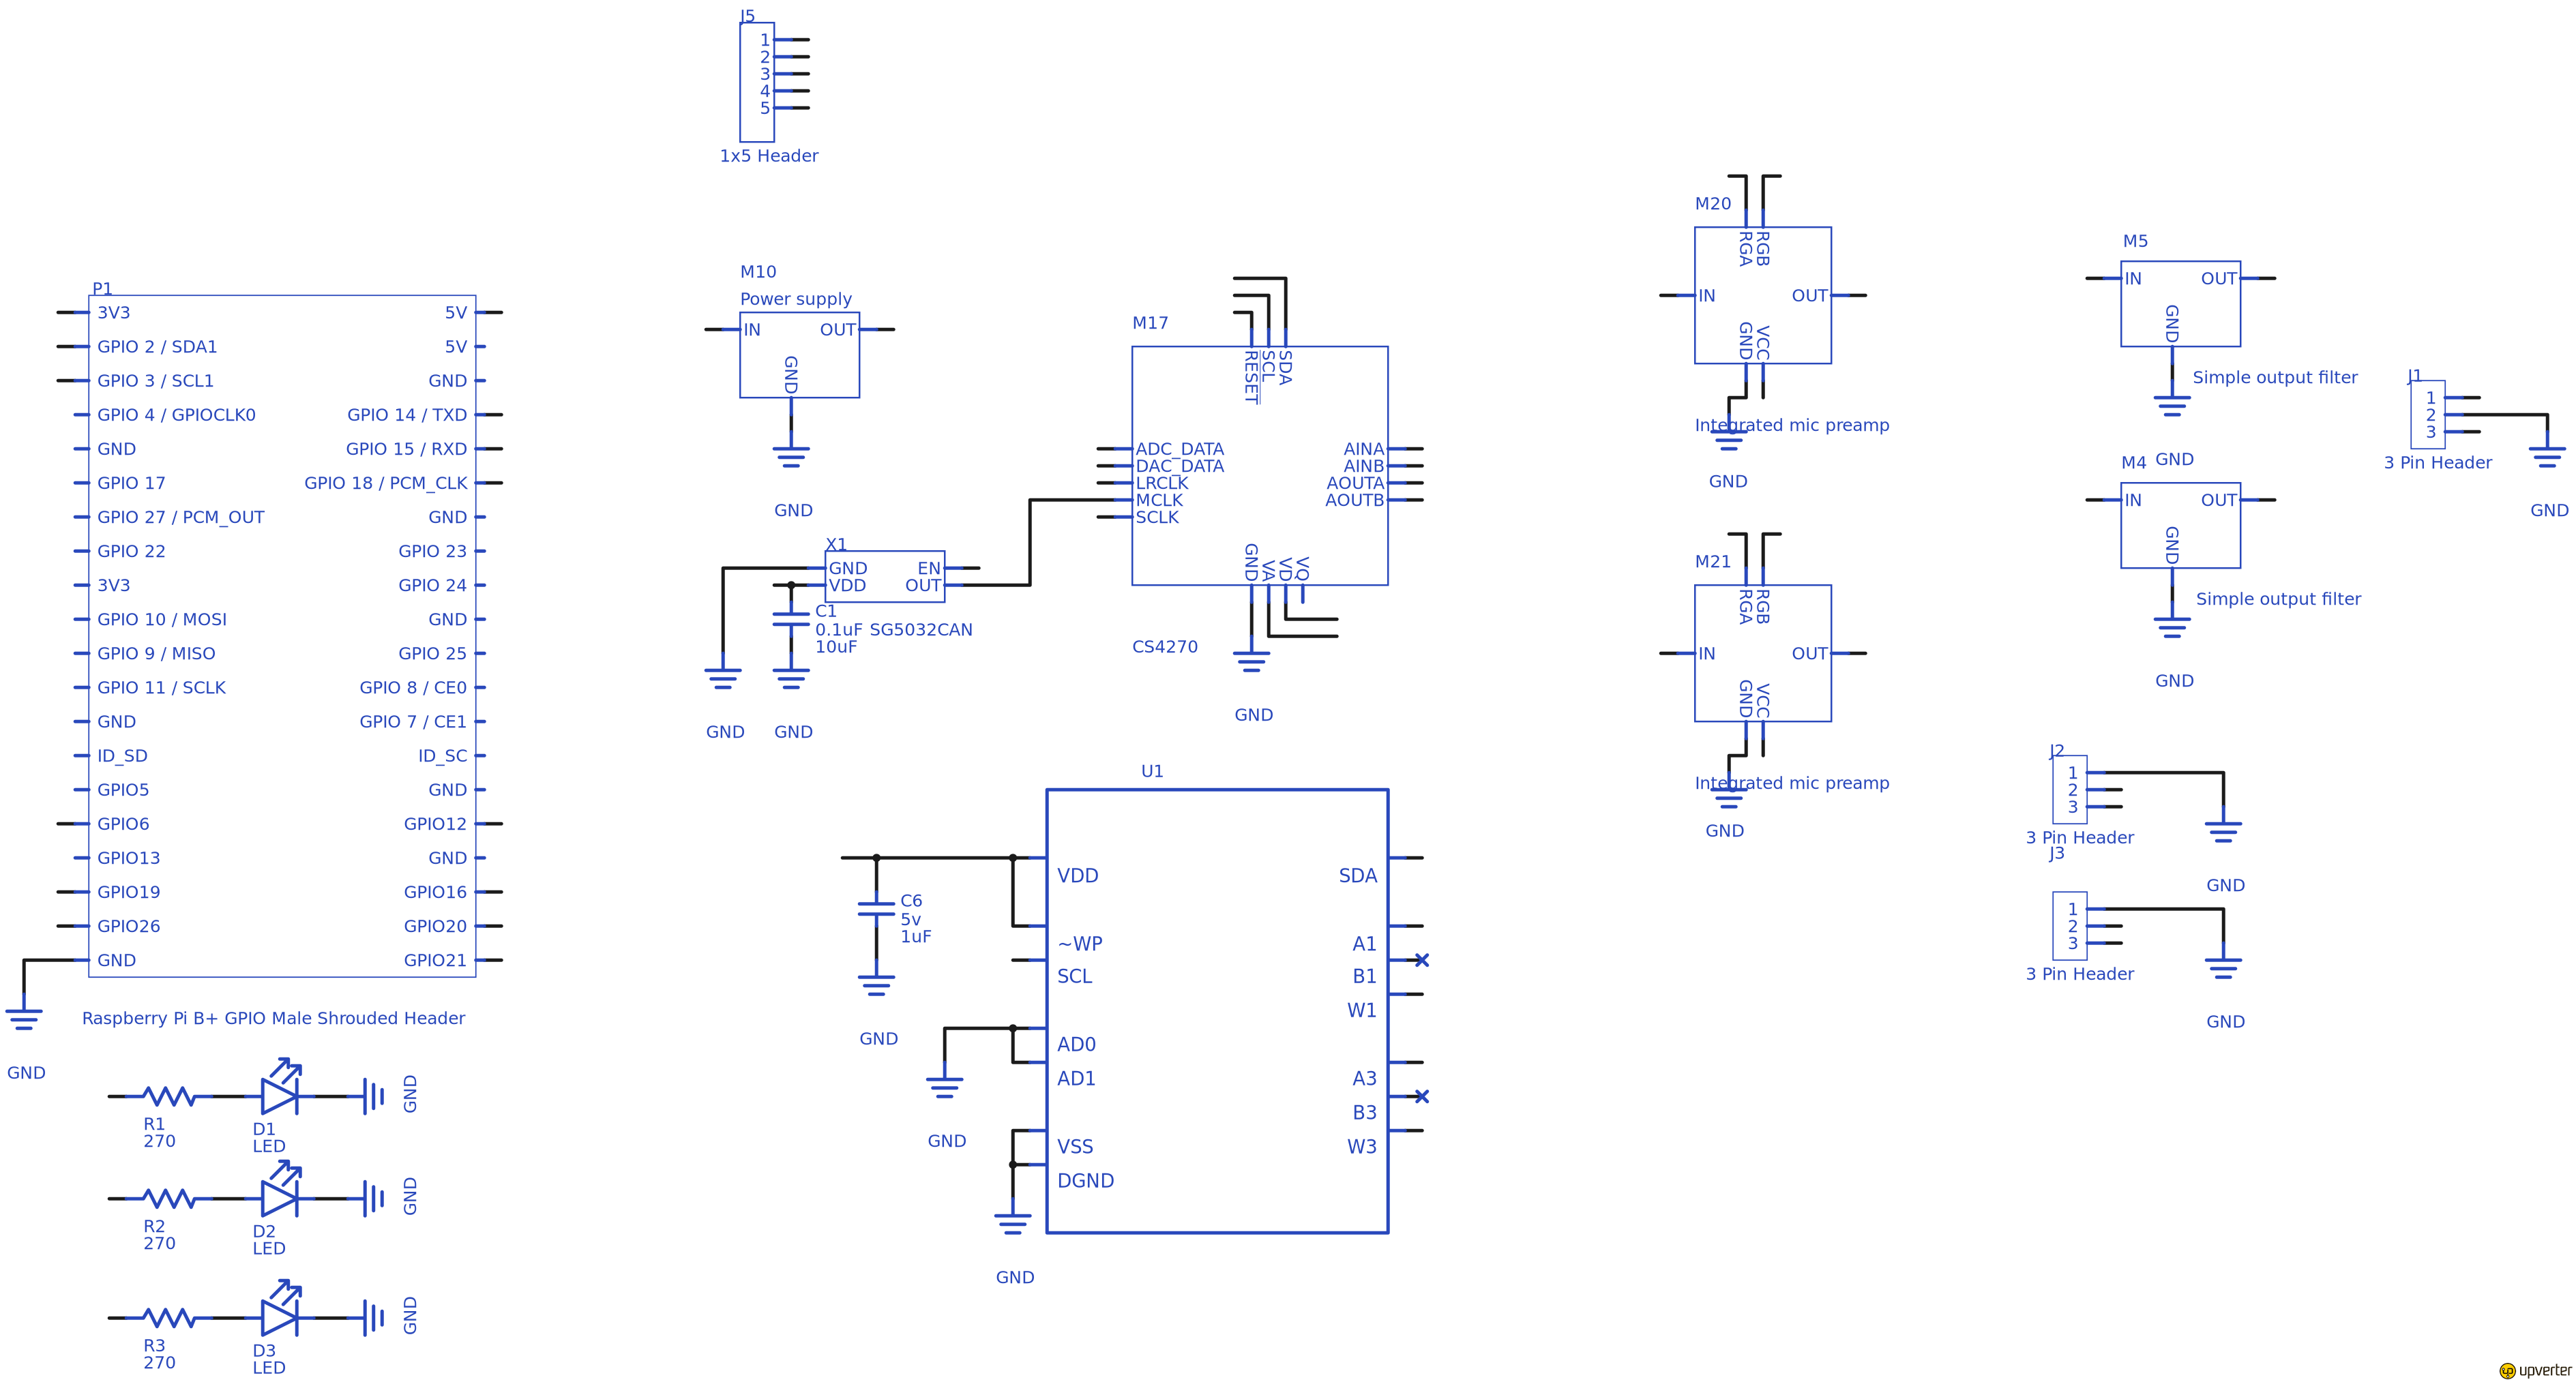 J5
1
2
3
4
5
1x5 Header
P1
3V3
GPIO 2 / SDA1
GPIO 3 / SCL1
GPIO 4 / GPIOCLK0
GND
GPIO 17
GPIO 27 / PCM_OUT
GPIO 22
3V3
GPIO 10 / MOSI
GPIO 9 / MISO
GPIO 11 / SCLK
GND
ID_SD
GPIO5
GPIO6
GPIO13
GPIO19
GPIO26
GND
5V
5V
GND
GPIO 14 / TXD
GPIO 15 / RXD
GPIO 18 / PCM_CLK
GND
GPIO 23
GPIO 24
GND
GPIO 25
GPIO 8 / CE0
GPIO 7 / CE1
ID_SC
GND
GPIO12
GND
GPIO16
GPIO20
GPIO21
Raspberry Pi B+ GPIO Male Shrouded Header
GND
R1
270
D1
LED
GND
R2
270
D2
LED
GND
R3
270
D3
LED
GND
M10
Power supply
IN
OUT
GND
GND
X1
GND
VDD
EN
OUT
C1
0.1uF
10uF
SG5032CAN
GND
GND
M17
RESET
SCL
SDA
ADC_DATA
DAC_DATA
LRCLK
MCLK
SCLK
AINA
AINB
AOUTA
AOUTB
GND
VA
VD
VQ
CS4270
GND
U1
VDD
~WP
SCL
AD0
AD1
VSS
DGND
SDA
A1
B1
W1
A3
B3
W3
C6
5v
1uF
GND
GND
GND
M20
RGA
RGB
IN
OUT
GND
VCC
Integrated mic preamp
GND
M21
RGA
RGB
IN
OUT
GND
VCC
Integrated mic preamp
GND
M5
IN
OUT
GND
Simple output filter
GND
M4
IN
OUT
GND
Simple output filter
GND
J1
1
2
3
3 Pin Header
GND
J2
1
2
3
3 Pin Header
GND
J3
1
2
3
3 Pin Header
GND
upverter